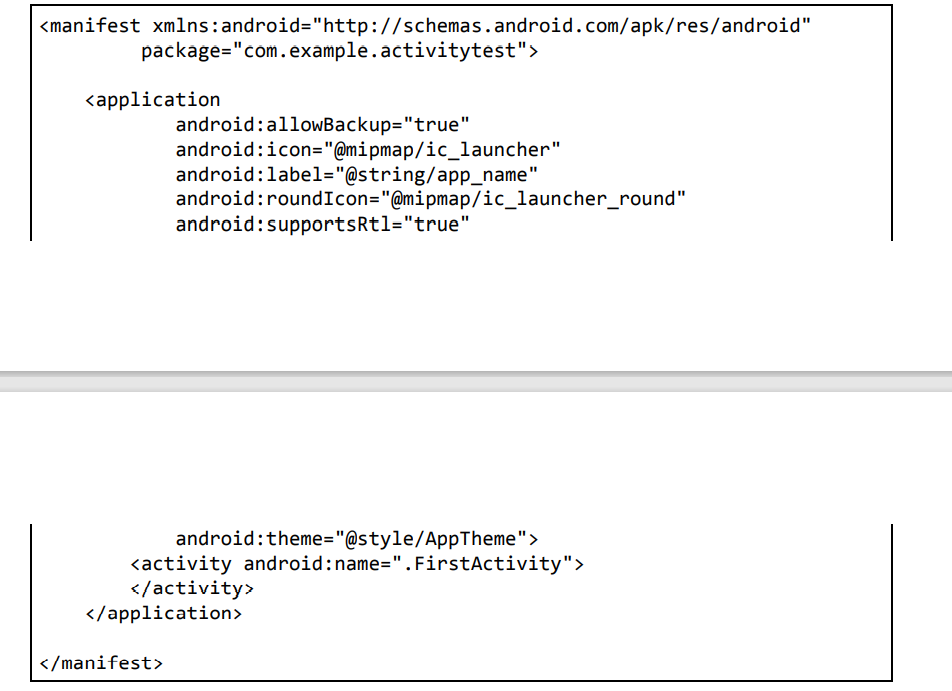 <manifest xmlns:android="http://schemas.android.com/apk/res/android"
package="com.example.activitytest">
<application
android:allowBackup="true"
android:icon="@mipmap/ic_launcher"
android:label="@string/app_name"
android:roundIcon="@mipmap/ic_launcher_round"
android:supportsRtl="true"
android:theme="@style/AppTheme">
<activity android:name=".FirstActivity">
</activity>
</application>
</manifest>